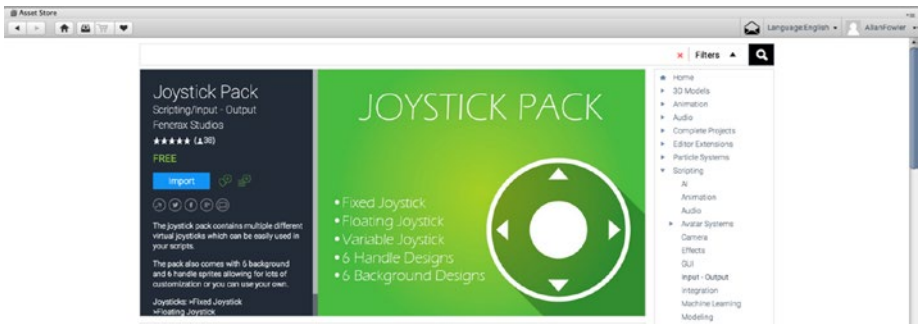 Asset Store
Language:English
AllanFowler
Filters
Joystick Pack
Scripting/Input - Output
Fenerax Studios
★★★★★ (38)
FREE
Import
The joystick pack contains multiple different
virtual joysticks which can be easily used in
your scripts.
The pack also comes with 6 background
and 6 handle sprites allowing for lots of
customization or you can use your own.
Joysticks: »Fixed Joystick
»Floating Joystick
JOYSTICK PACK
• Fixed Joystick
• Floating Joystick
• Variable Joystick
• 6 Handle Designs
• 6 Background Designs
Home
3D Models
Animation
Audio
Complete Projects
Editor Extensions
Particle Systems
Scripting
AI
Animation
Audio
Avatar Systems
Camera
Effects
GUI
Input - Output
Integration
Machine Learning
Modeling